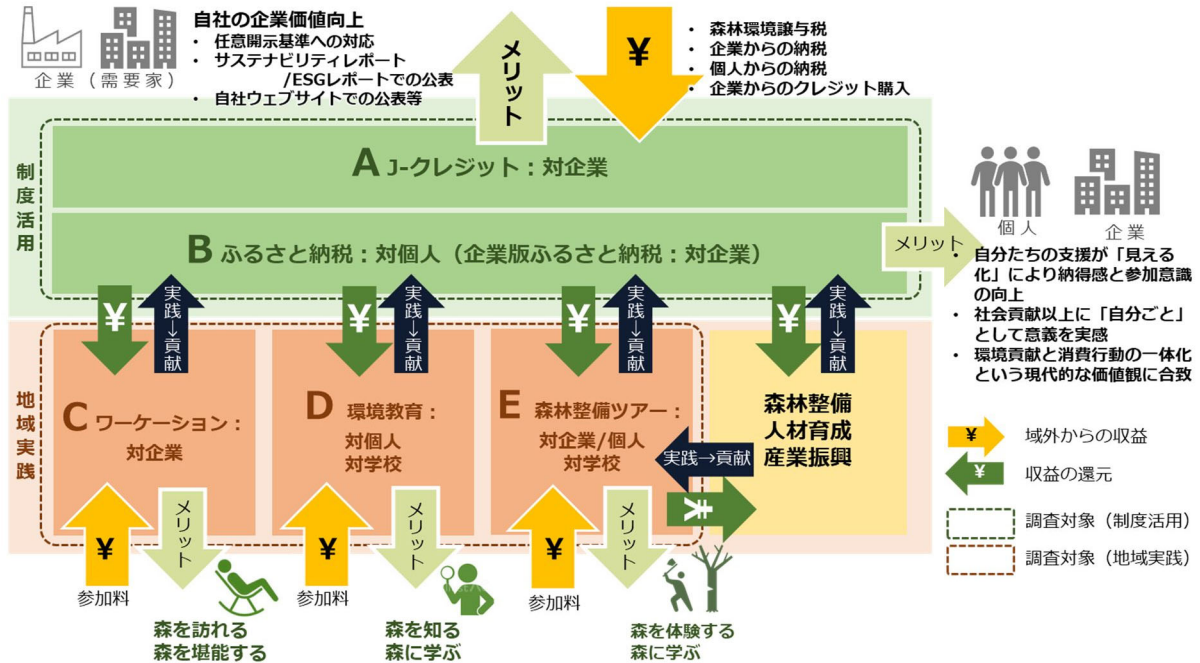 自社の企業価値向上
• 任意開示基準への対応
• サステナビリティレポート
/ESGレポートでの公表
• 自社ウェブサイトでの公表等
企業（需要家）
メリット
¥
• 森林環境譲与税
• 企業からの納税
• 個人からの納税
• 企業からのクレジット購入
制度活用
A J-クレジット：対企業
B ふるさと納税：対個人（企業版ふるさと納税：対企業）
メリット
個人
企業
• 自分たちの支援が「見える
化」により納得感と参加意識
の向上
• 社会貢献以上に「自分ごと」
として意義を実感
• 環境貢献と消費行動の一体化
という現代的な価値観に合致
¥
実践→貢献
¥
実践→貢献
¥
実践→貢献
¥
実践→貢献
地域実践
C ワーケーション：
対企業
D 環境教育：
対個人
対学校
E 森林整備ツアー：
対企業/個人
対学校
森林整備
人材育成
産業振興
実践→貢献
¥
¥
メリット
¥
メリット
¥
メリット
参加料
参加料
参加料
森を訪れる
森を堪能する
森を知る
森に学ぶ
森を体験する
森に学ぶ
¥ 域外からの収益
¥ 収益の還元
調査対象（制度活用）
調査対象（地域実践）